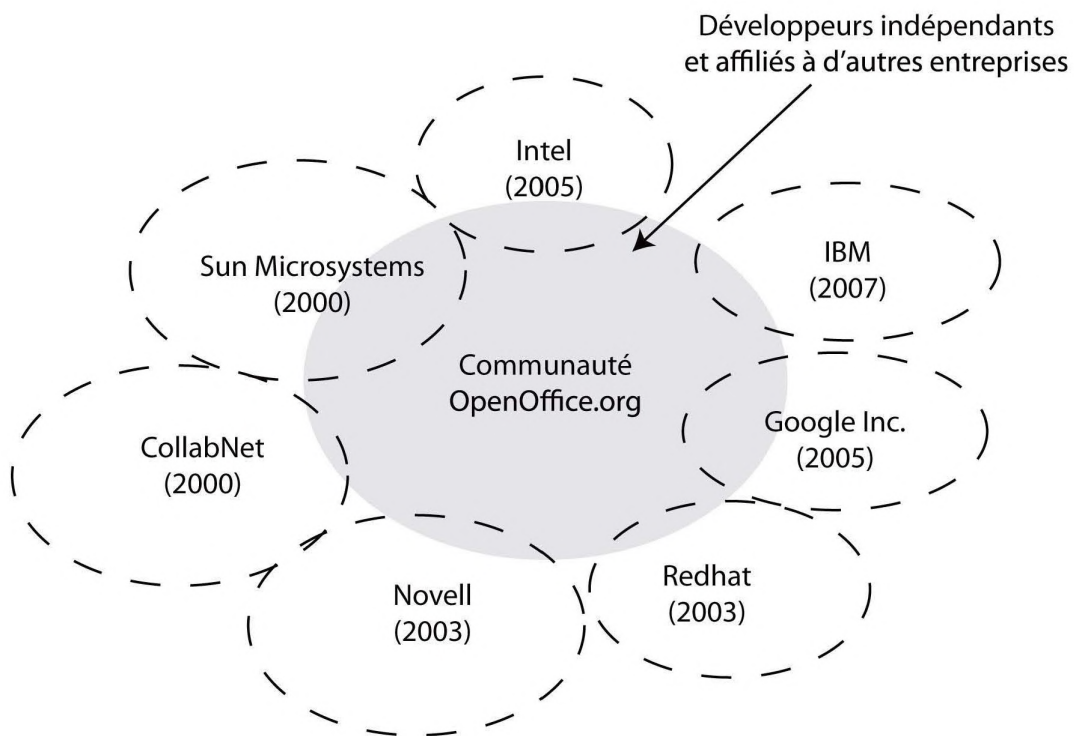 Développeurs indépendants
et affiliés à d'autres entreprises
Intel
(2005)
Sun Microsystems
(2000)
IBM
(2007)
Communauté
OpenOffice.org
Google Inc.
(2005)
CollabNet
(2000)
Novell
(2003)
Redhat
(2003)